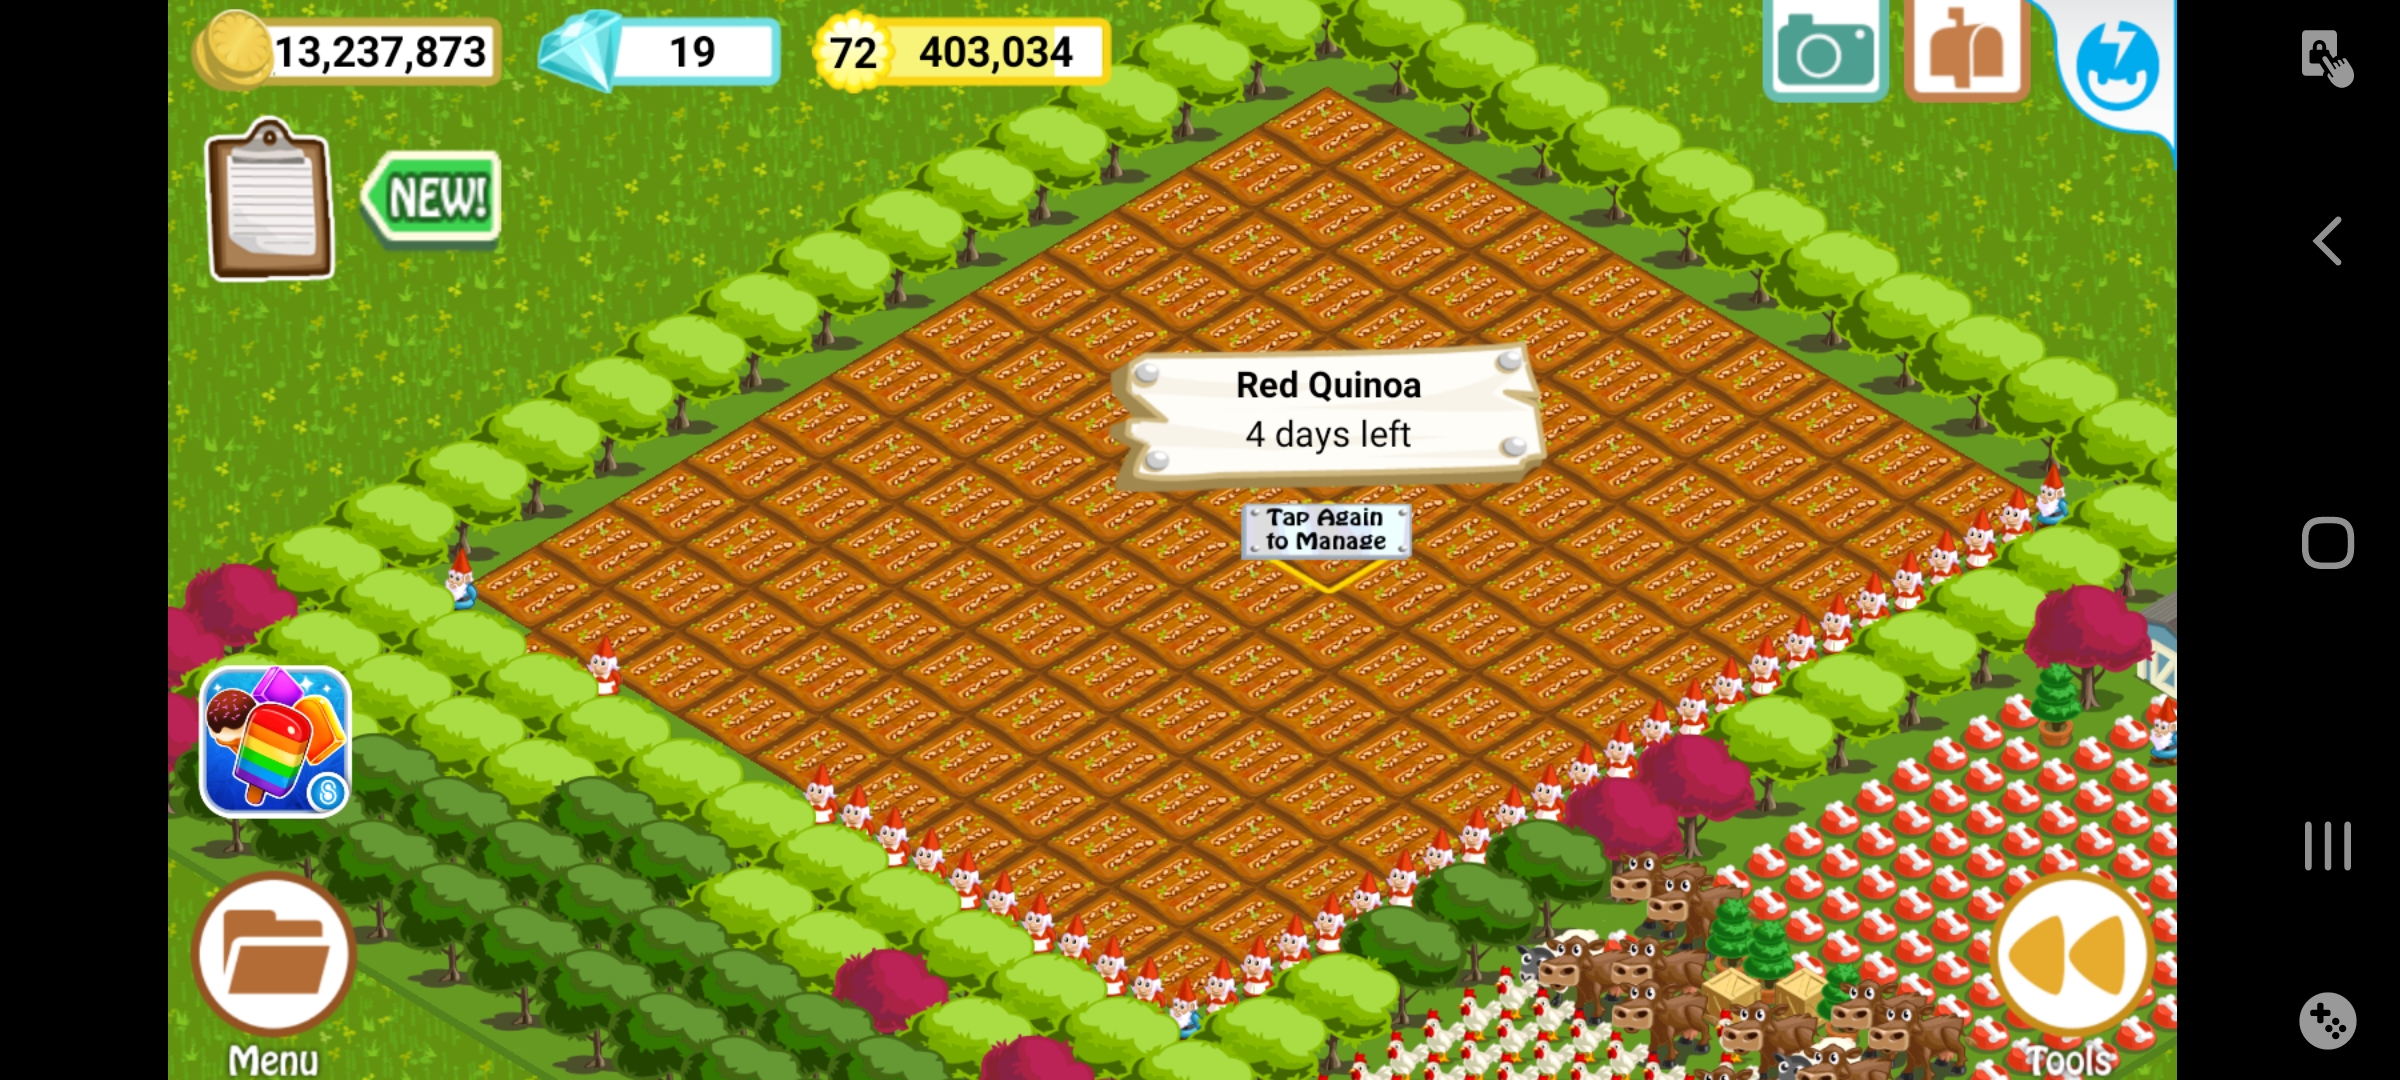 13,237,873
19
72 403,034
NEW!
Red Quinoa
4 days left
Tap Again
to Manage
S
Menu
Tools